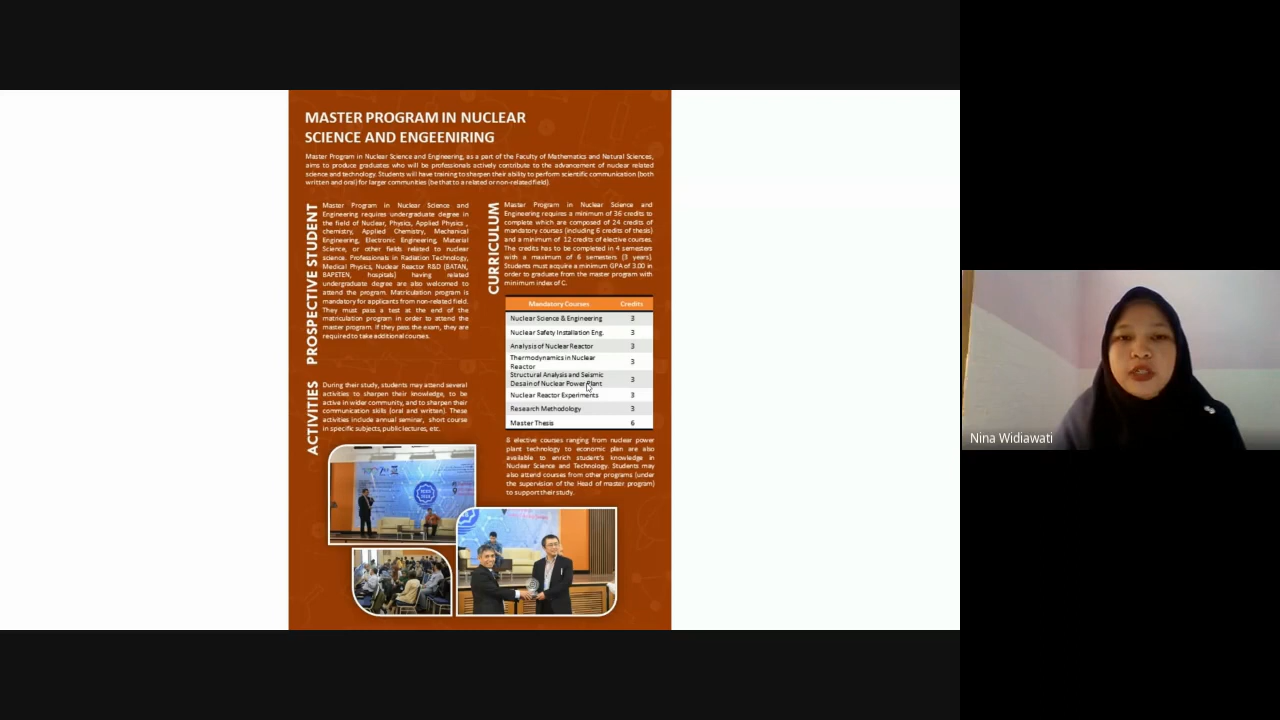 MASTER PROGRAM IN NUCLEAR
SCIENCE AND ENGEENIRING
Master Program in Nuclear Science and Engineering, as a part of the Faculty of Mathematics and Natural Sciences,
aims to produce graduates who will be professionals actively contribute to the advancement of nuclear related
science and technology. Students will have training to sharpen their ability to perform scientific communication (both
written and oral) for larger communities (be that to a related or non-related field).
PROSPECTIVE STUDENT
Master Program in Nuclear Science and
Engineering requires undergraduate degree in
the field of Nuclear, Physics, Applied Physics ,
chemistry, Applied Chemistry, Mechanical
Engineering, Electronic Engineering, Material
Science, or other fields related to nuclear
science. Professionals in Radiation Technology,
Medical Physics, Nuclear Reactor R&D (BATAN,
BAPETEN, hospitals) having related
undergraduate degree are also welcomed to
attend the program. Matriculation program is
mandatory for applicants from non-related field.
They must pass a test at the end of the
matriculation program in order to attend the
master program. If they pass the exam, they are
required to take additional courses.
ACTIVITIES
During their study, students may attend several
activities to sharpen their knowledge, to be
active in wider community, and to sharpen their
communication skills (oral and written). These
activities include annual seminar, short course
in specific subjects, public lectures, etc.
CURRICULUM
Master Program in Nuclear Science and
Engineering requires a minimum of 36 credits to
complete which are composed of 24 credits of
mandatory courses (including 6 credits of thesis)
and a minimum of 12 credits of elective courses.
The credits has to be completed in 4 semesters
with a maximum of 6 semesters (3 years).
Students must acquire a minimum GPA of 3.00 in
order to graduate from the master program with
minimum index of C.
Mandatory Courses Credits
Nuclear Science & Engineering 3
Nuclear Safety Installation Eng. 3
Analysis of Nuclear Reactor 3
Thermodynamics in Nuclear
Reactor 3
Structural Analysis and Seismic
Desain of Nuclear Power Plant 3
Nuclear Reactor Experiments 3
Research Methodology 3
Master Thesis 6
8 elective courses ranging from nuclear power
plant technology to economic plan are also
available to enrich student's knowledge in
Nuclear Science and Technology. Students may
also attend courses from other programs (under
the supervision of the Head of master program)
to support their study.
Nina Widiawati